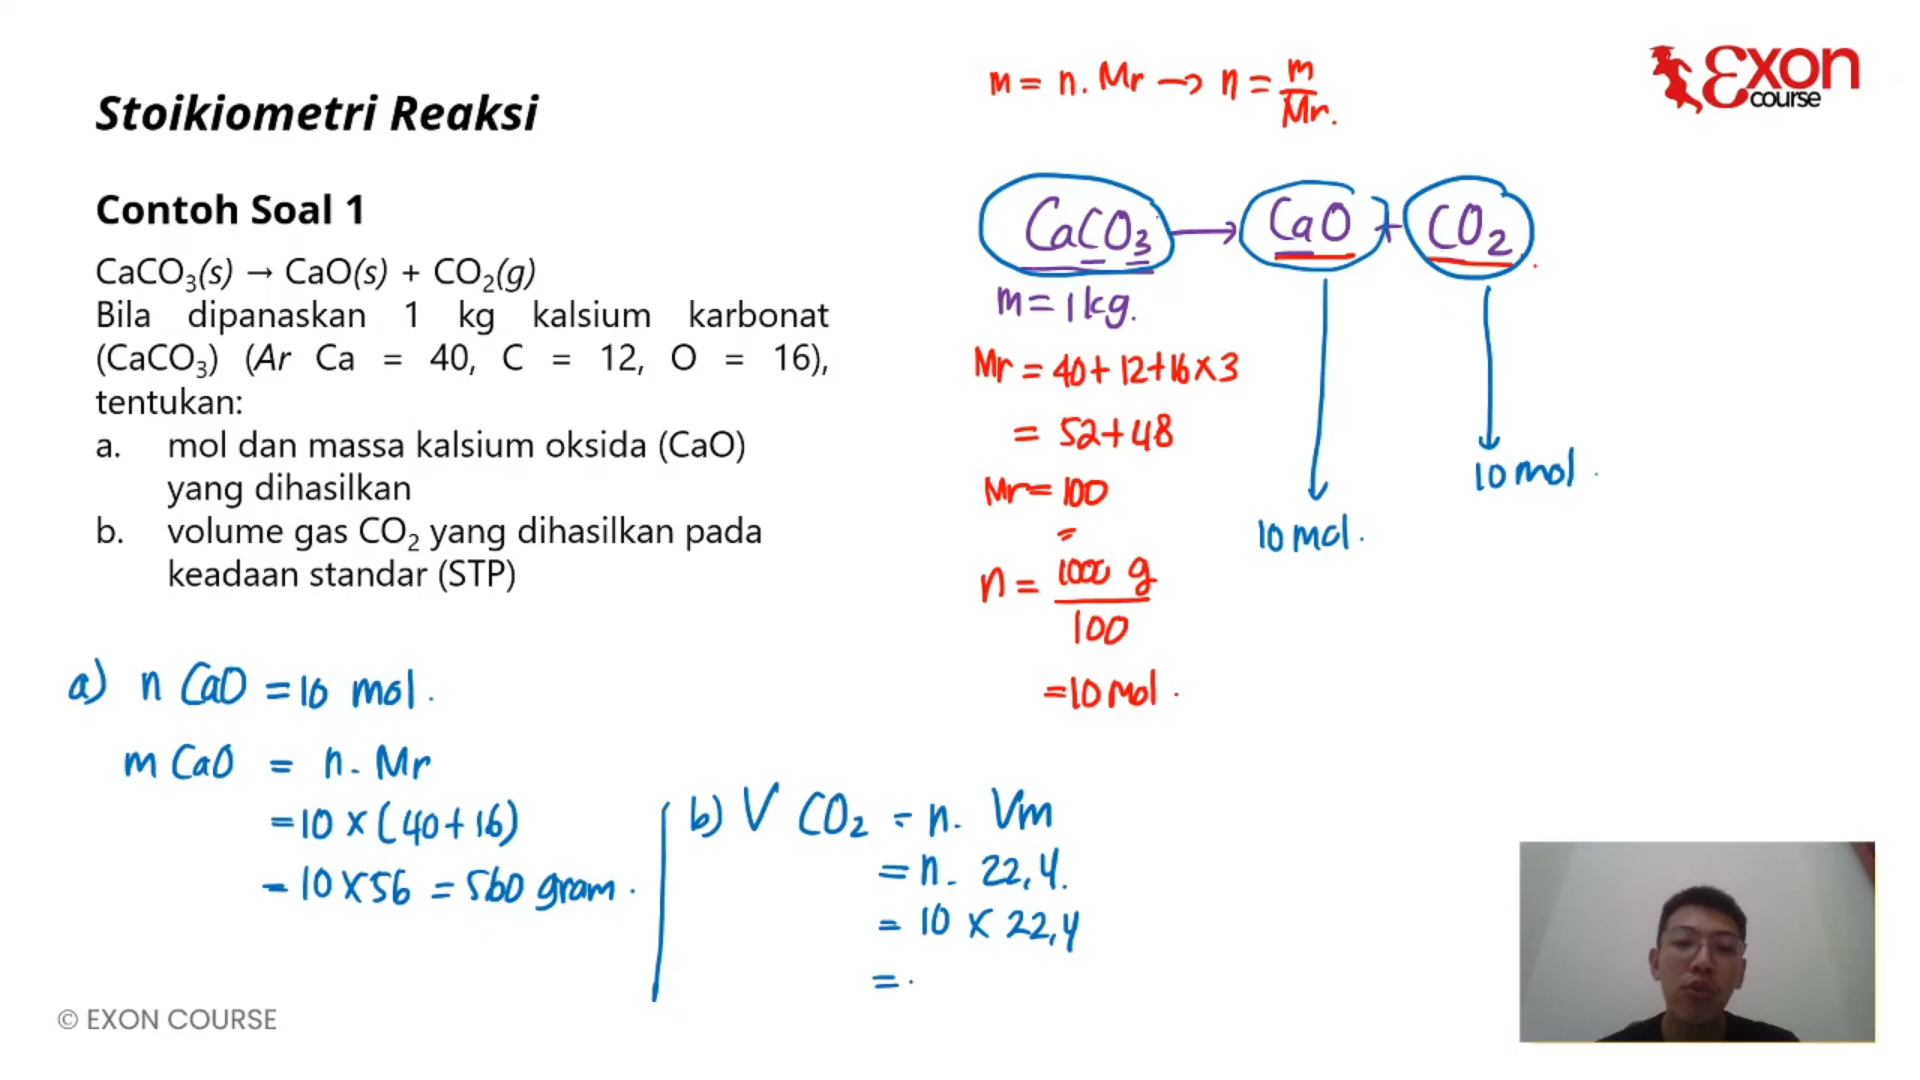 Stoikiometri Reaksi
Contoh Soal 1
CaCO₃(s) → CaO(s) + CO₂(g)
Bila dipanaskan 1 kg kalsium karbonat
(CaCO₃) (Ar Ca = 40, C = 12, O = 16),
tentukan:
a. mol dan massa kalsium oksida (CaO)
yang dihasilkan
b. volume gas CO₂ yang dihasilkan pada
keadaan standar (STP)
m = n. Mr → n = m/Mr.
Exon
course
CaCO₃ → CaO + CO₂
m = 1 kg.
Mr = 40 + 12 + 16 × 3
= 52 + 48
Mr = 100
=
n = 1000 g/100
= 10 mol.
10 mol.
10 mol.
a) n CaO = 10 mol.
m CaO = n. Mr
= 10 × (40 + 16)
= 10 × 56 = 560 gram.
b) V CO₂ = n. Vm
= n. 22,4.
= 10 × 22,4
= .
© EXON COURSE